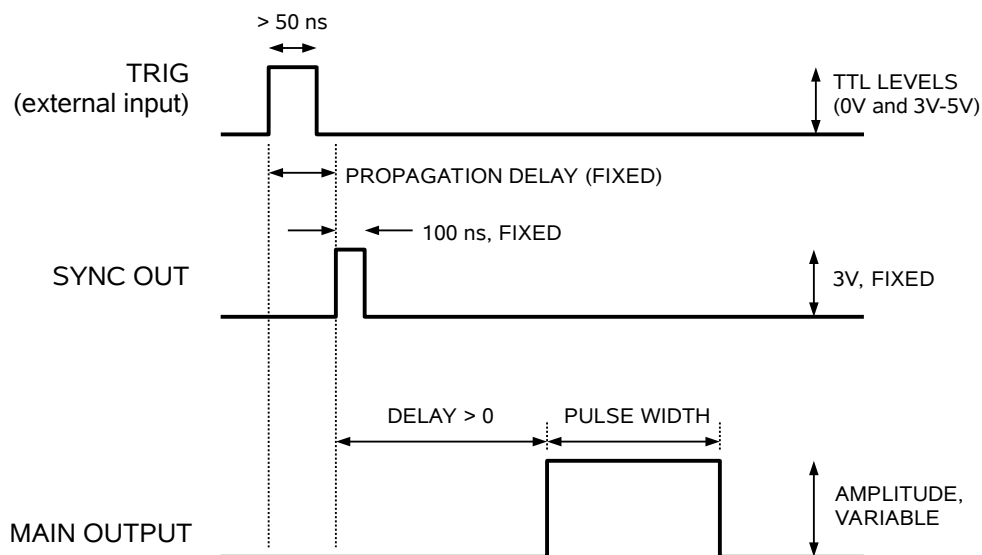 > 50 ns
TRIG
(external input)
TTL LEVELS
(0V and 3V-5V)
PROPAGATION DELAY (FIXED)
100 ns, FIXED
SYNC OUT
3V, FIXED
DELAY > 0
PULSE WIDTH
AMPLITUDE,
VARIABLE
MAIN OUTPUT